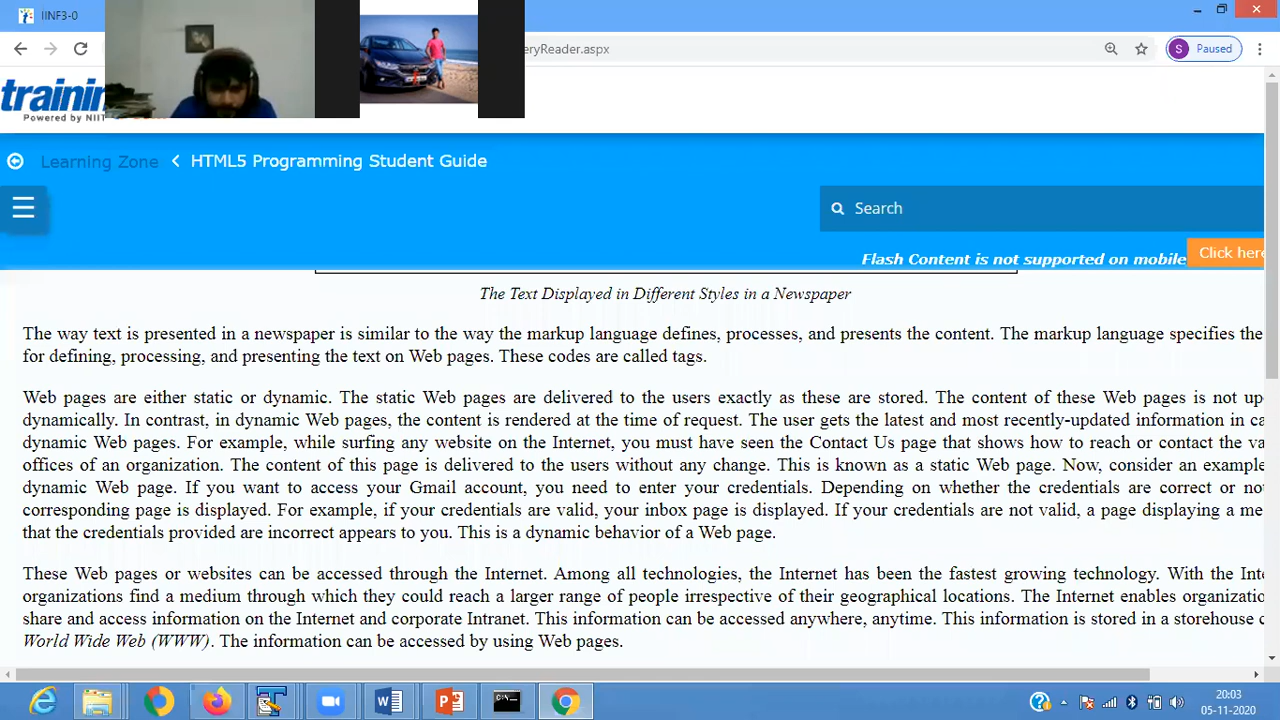 İİNF3-0
eryReader.aspx
S Paused
trainin
Powered by NIIT
Learning Zone HTML5 Programming Student Guide
Search
Flash Content is not supported on mobile Click here
The Text Displayed in Different Styles in a Newspaper
The way text is presented in a newspaper is similar to the way the markup language defines, processes, and presents the content. The markup language specifies the
for defining, processing, and presenting the text on Web pages. These codes are called tags.
Web pages are either static or dynamic. The static Web pages are delivered to the users exactly as these are stored. The content of these Web pages is not up
dynamically. In contrast, in dynamic Web pages, the content is rendered at the time of request. The user gets the latest and most recently-updated information in ca
dynamic Web pages. For example, while surfing any website on the Internet, you must have seen the Contact Us page that shows how to reach or contact the va
offices of an organization. The content of this page is delivered to the users without any change. This is known as a static Web page. Now, consider an example
dynamic Web page. If you want to access your Gmail account, you need to enter your credentials. Depending on whether the credentials are correct or no
corresponding page is displayed. For example, if your credentials are valid, your inbox page is displayed. If your credentials are not valid, a page displaying a me
that the credentials provided are incorrect appears to you. This is a dynamic behavior of a Web page.
These Web pages or websites can be accessed through the Internet. Among all technologies, the Internet has been the fastest growing technology. With the Inte
organizations find a medium through which they could reach a larger range of people irrespective of their geographical locations. The Internet enables organizatio
share and access information on the Internet and corporate Intranet. This information can be accessed anywhere, anytime. This information is stored in a storehouse c
World Wide Web (WWW). The information can be accessed by using Web pages.
20:03
05-11-2020